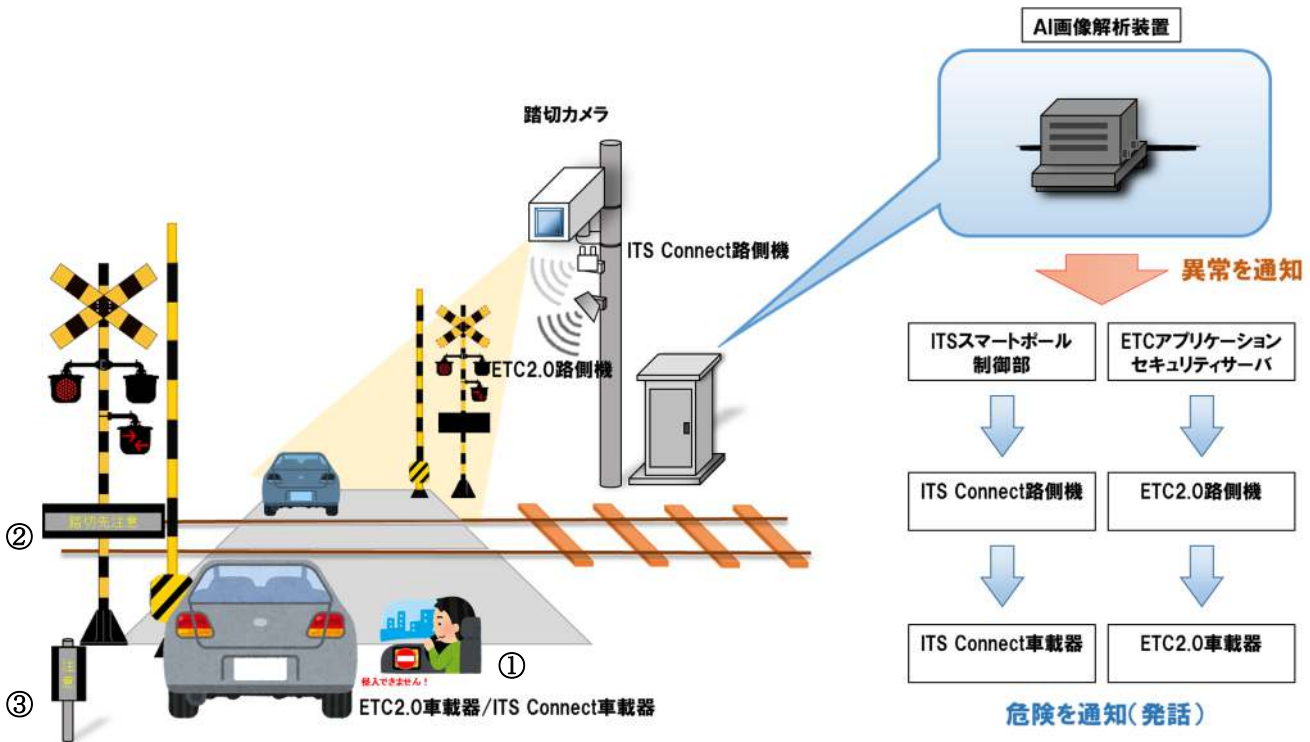 AI画像解析装置
踏切カメラ
ITS Connect路側機
異常を通知
ETC2.0路側機
ITSスマートポール
制御部
ETCアプリケーション
セキュリティサーバ
ITS Connect路側機
ETC2.0路側機
②
踏切先注意
ITS Connect車載器
ETC2.0車載器
①
侵入できません！
③
注意
ETC2.0車載器/ITS Connect車載器
危険を通知(発話)